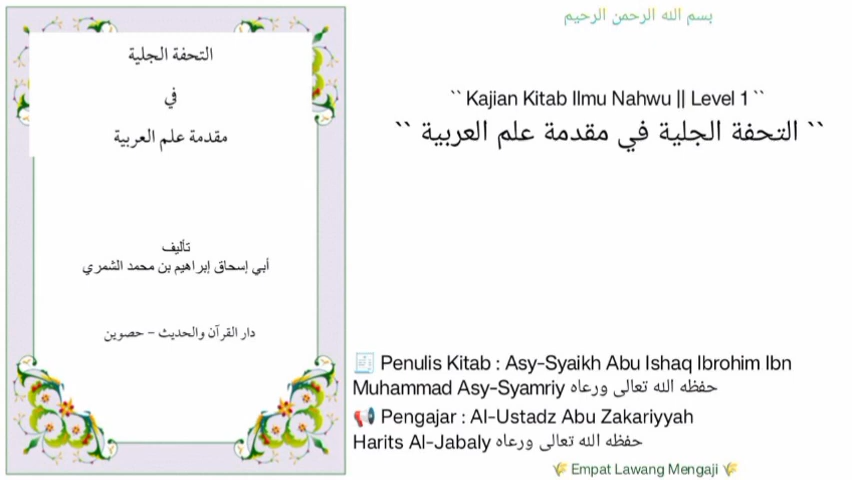 التحفة الجلية
في
مقدمة علم العربية
تأليف
أبي إسحاق إبراهيم بن محمد الشمري
دار القرآن والحديث – حصوين
بسم الله الرحمن الرحيم
`` Kajian Kitab Ilmu Nahwu || Level 1 ``
`` التحفة الجلية في مقدمة علم العربية ``
🧾 Penulis Kitab : Asy-Syaikh Abu Ishaq Ibrohim Ibn
Muhammad Asy-Syamriy حفظه الله تعالى ورعاه
📢 Pengajar : Al-Ustadz Abu Zakariyyah
Harits Al-Jabaly حفظه الله تعالى ورعاه
🌾 Empat Lawang Mengaji 🌾